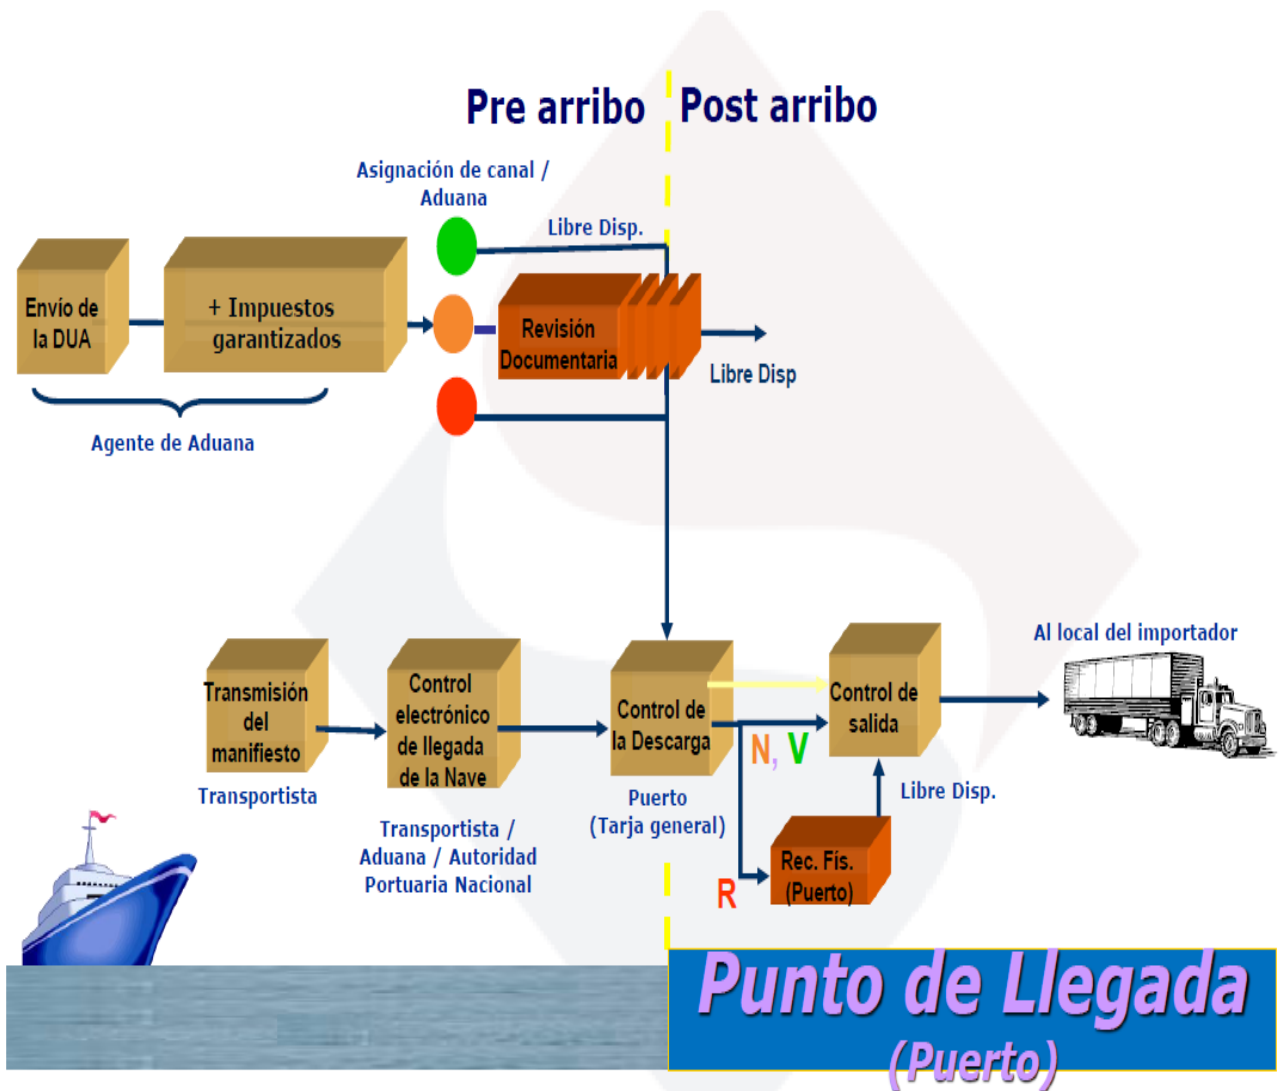 Pre arribo
Post arribo
Asignación de canal /
Aduana
Libre Disp.
Envío de
la DUA
+ Impuestos
garantizados
Revisión
Documentaria
Libre Disp
Agente de Aduana
Al local del importador
Transmisión
del
manifiesto
Control
electrónico
de llegada
de la Nave
Control de
la Descarga
Control de
salida
N, V
Transportista
Puerto
(Tarja general)
Libre Disp.
Transportista /
Aduana / Autoridad
Portuaria Nacional
R
Rec. Fís.
(Puerto)
Punto de Llegada
(Puerto)